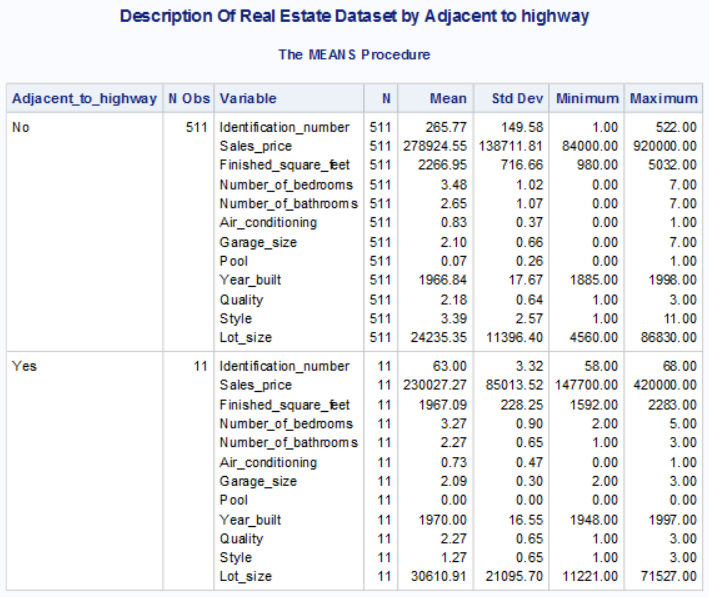 Description Of Real Estate Dataset by Adjacent to highway
The MEANS Procedure
Adjacent_to_highway N Obs Variable N Mean Std Dev Minimum Maximum
No 511 Identification_number 511 265.77 149.58 1.00 522.00
Sales_price 511 278924.55 138711.81 84000.00 920000.00
Finished_square_feet 511 2266.95 716.66 980.00 5032.00
Number_of_bedrooms 511 3.48 1.02 0.00 7.00
Number_of_bathrooms 511 2.65 1.07 0.00 7.00
Air_conditioning 511 0.83 0.37 0.00 1.00
Garage_size 511 2.10 0.66 0.00 7.00
Pool 511 0.07 0.26 0.00 1.00
Year_built 511 1966.84 17.67 1885.00 1998.00
Quality 511 2.18 0.64 1.00 3.00
Style 511 3.39 2.57 1.00 11.00
Lot_size 511 24235.35 11396.40 4560.00 86830.00
Yes 11 Identification_number 11 63.00 3.32 58.00 68.00
Sales_price 11 230027.27 85013.52 147700.00 420000.00
Finished_square_feet 11 1967.09 228.25 1592.00 2283.00
Number_of_bedrooms 11 3.27 0.90 2.00 5.00
Number_of_bathrooms 11 2.27 0.65 1.00 3.00
Air_conditioning 11 0.73 0.47 0.00 1.00
Garage_size 11 2.09 0.30 2.00 3.00
Pool 11 0.00 0.00 0.00 0.00
Year_built 11 1970.00 16.55 1948.00 1997.00
Quality 11 2.27 0.65 1.00 3.00
Style 11 1.27 0.65 1.00 3.00
Lot_size 11 30610.91 21095.70 11221.00 71527.00